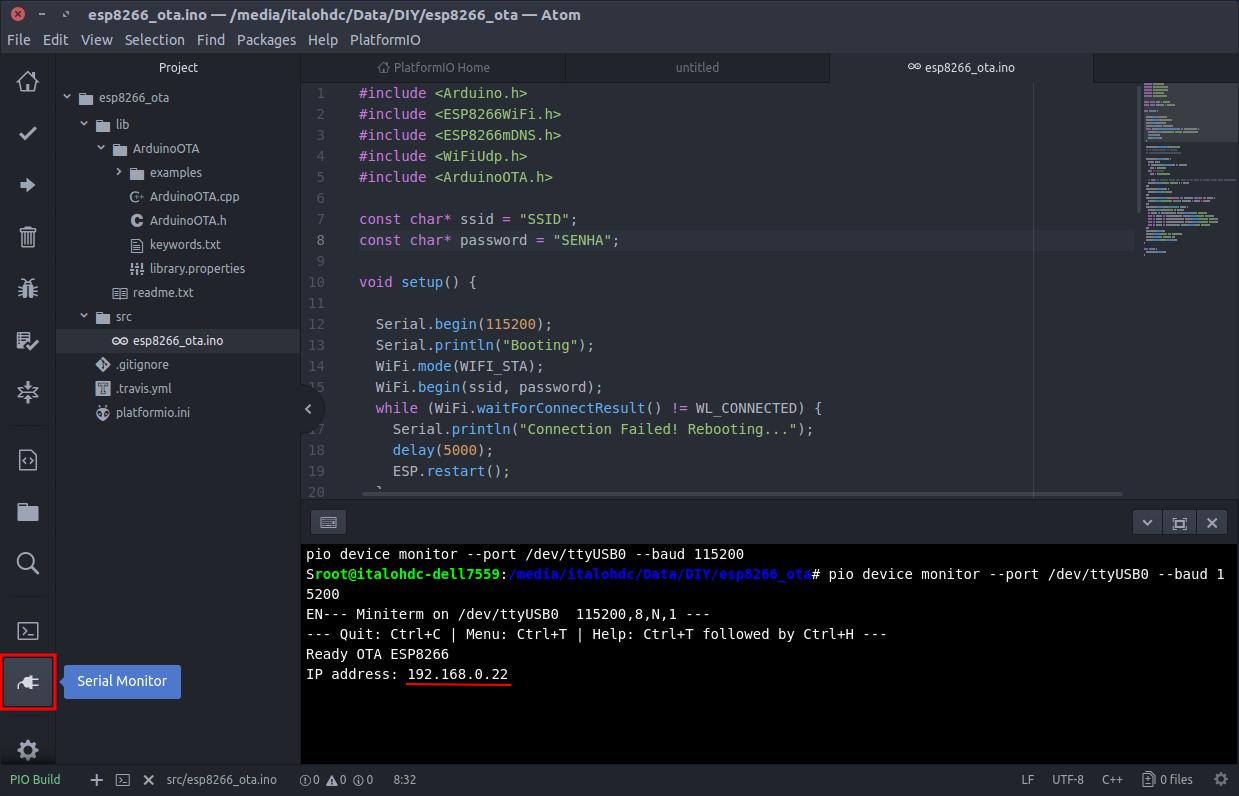 esp8266_ota.ino — /media/italohdc/Data/DIY/esp8266_ota — Atom
File Edit View Selection Find Packages Help PlatformIO
Project
esp8266_ota
lib
ArduinoOTA
examples
ArduinoOTA.cpp
ArduinoOTA.h
keywords.txt
library.properties
readme.txt
src
esp8266_ota.ino
.gitignore
.travis.yml
platformio.ini
PlatformIO Home untitled esp8266_ota.ino
1 #include <Arduino.h>
2 #include <ESP8266WiFi.h>
3 #include <ESP8266mDNS.h>
4 #include <WiFiUdp.h>
5 #include <ArduinoOTA.h>
6
7 const char* ssid = "SSID";
8 const char* password = "SENHA";
9
10 void setup() {
11
12 Serial.begin(115200);
13 Serial.println("Booting");
14 WiFi.mode(WIFI_STA);
15 WiFi.begin(ssid, password);
while (WiFi.waitForConnectResult() != WL_CONNECTED) {
17 Serial.println("Connection Failed! Rebooting...");
18 delay(5000);
19 ESP.restart();
20
pio device monitor --port /dev/ttyUSB0 --baud 115200
Sroot@italohdc-dell7559:/media/italohdc/Data/DIY/esp8266_ota# pio device monitor --port /dev/ttyUSB0 --baud 1
5200
EN--- Miniterm on /dev/ttyUSB0 115200,8,N,1 ---
--- Quit: Ctrl+C | Menu: Ctrl+T | Help: Ctrl+T followed by Ctrl+H ---
Ready OTA ESP8266
IP address: 192.168.0.22
Serial Monitor
PIO Build src/esp8266_ota.ino 0 0 0 8:32 LF UTF-8 C++ 0 files